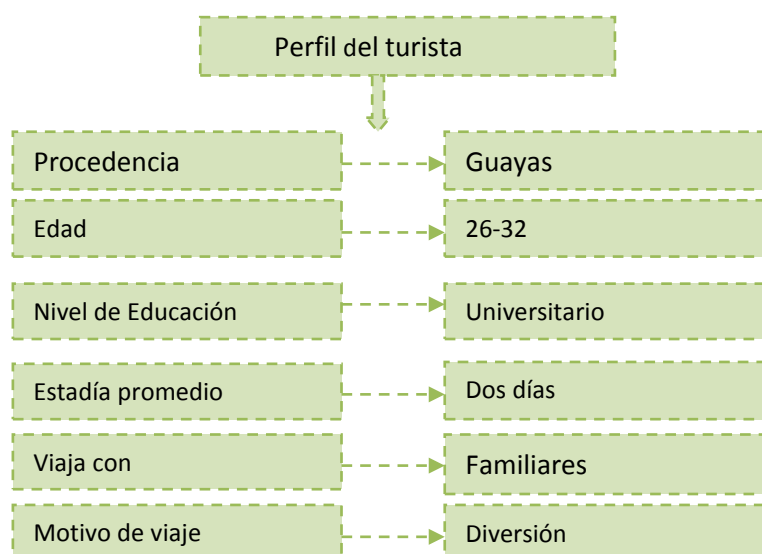 Perfil del turista
Procedencia
Guayas
Edad
26-32
Nivel de Educación
Universitario
Estadía promedio
Dos días
Viaja con
Familiares
Motivo de viaje
Diversión